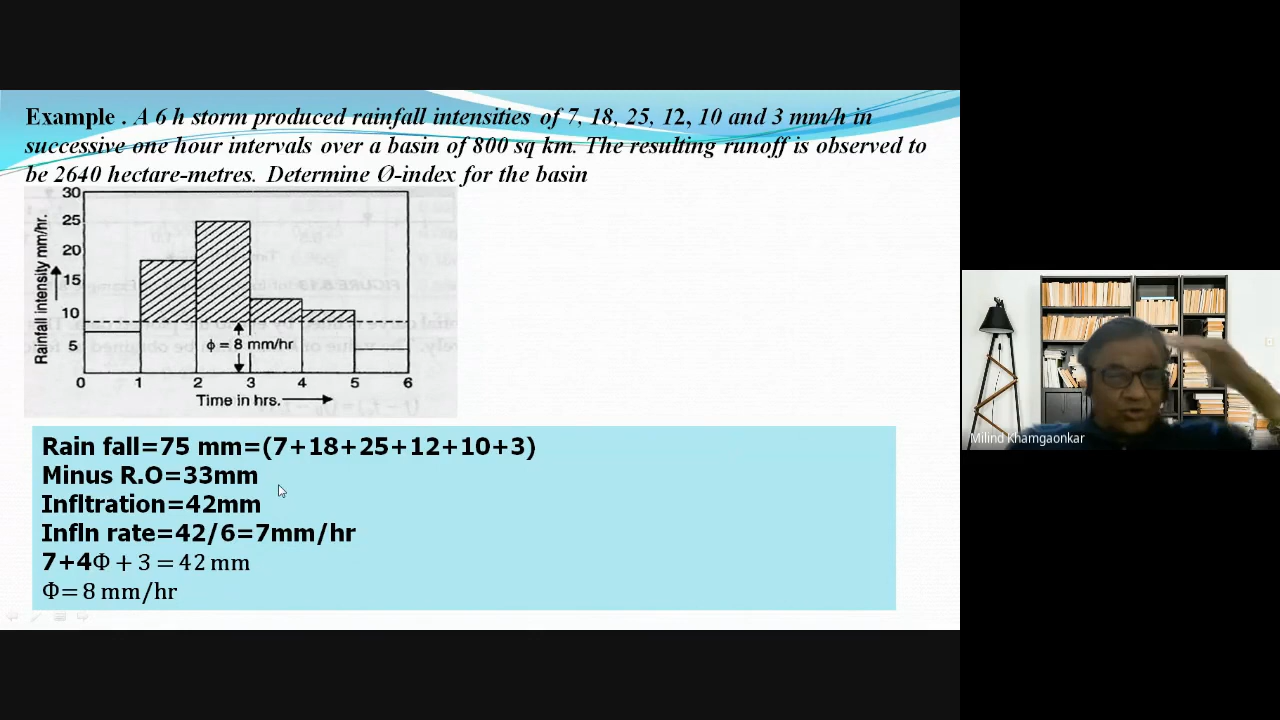 Example . A 6 h storm produced rainfall intensities of 7, 18, 25, 12, 10 and 3 mm/h in
successive one hour intervals over a basin of 800 sq km. The resulting runoff is observed to
be 2640 hectare-metres. Determine Ø-index for the basin
Rainfall intensity mm/hr.
30
25
20
15
10
5
ϕ = 8 mm/hr
0 1 2 3 4 5 6
Time in hrs.
Rain fall=75 mm=(7+18+25+12+10+3)
Minus R.O=33mm
Infltration=42mm
Infln rate=42/6=7mm/hr
7+4Φ + 3 = 42 mm
Φ= 8 mm/hr
Milind Khamgaonkar